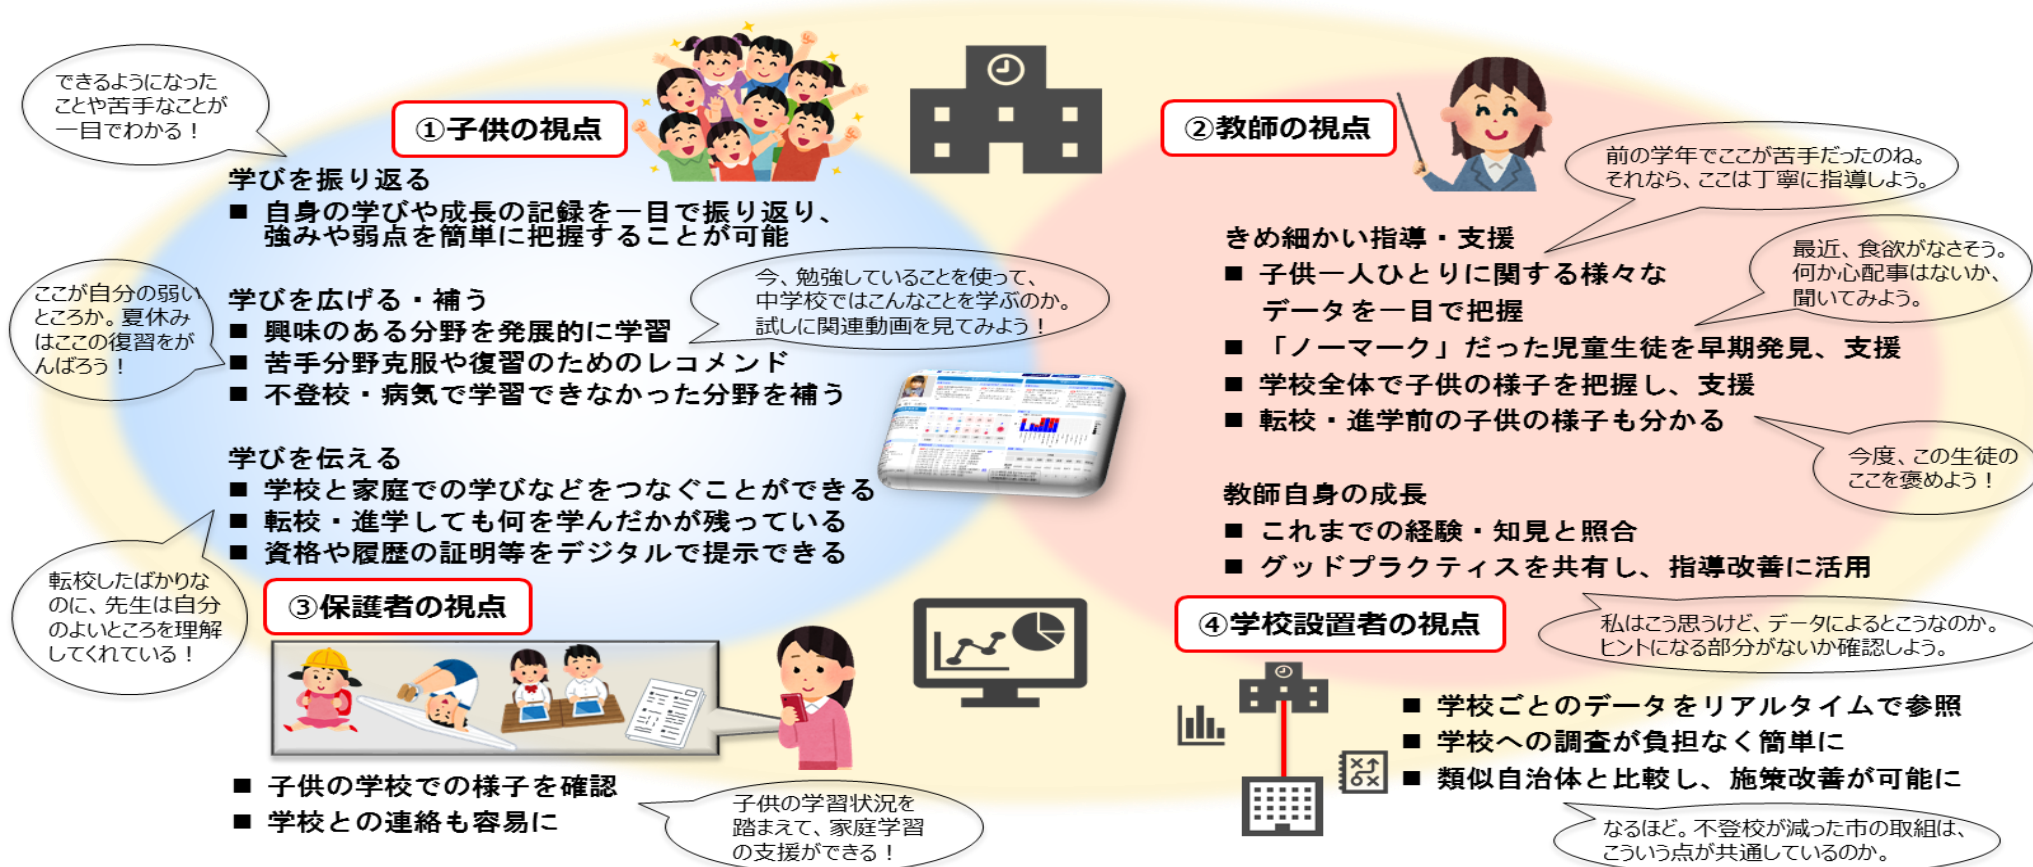 できるようになった
ことや苦手なことが
一目でわかる！
①子供の視点
学びを振り返る
■ 自身の学びや成長の記録を一目で振り返り、
強みや弱点を簡単に把握することが可能
ここが自分の弱い
ところか。夏休み
はここの復習をが
んばろう！
学びを広げる・補う
■ 興味のある分野を発展的に学習
■ 苦手分野克服や復習のためのレコメンド
■ 不登校・病気で学習できなかった分野を補う
今、勉強していることを使って、
中学校ではこんなことを学ぶのか。
試しに関連動画を見てみよう！
学びを伝える
■ 学校と家庭での学びなどをつなぐことができる
■ 転校・進学しても何を学んだかが残っている
■ 資格や履歴の証明等をデジタルで提示できる
転校したばかりな
のに、先生は自分
のよいところを理解
してくれている！
②教師の視点
前の学年でここが苦手だったのね。
それなら、ここは丁寧に指導しよう。
きめ細かい指導・支援
■ 子供一人ひとりに関する様々な
データを一目で把握
■ 「ノーマーク」だった児童生徒を早期発見、支援
■ 学校全体で子供の様子を把握し、支援
■ 転校・進学前の子供の様子も分かる
最近、食欲がなさそう。
何か心配事はないか、
聞いてみよう。
今度、この生徒の
ここを褒めよう！
教師自身の成長
■ これまでの経験・知見と照合
■ グッドプラクティスを共有し、指導改善に活用
私はこう思うけど、データによるとこうなのか。
ヒントになる部分がないか確認しよう。
③保護者の視点
■ 子供の学校での様子を確認
■ 学校との連絡も容易に
子供の学習状況を
踏まえて、家庭学習
の支援ができる！
④学校設置者の視点
■ 学校ごとのデータをリアルタイムで参照
■ 学校への調査が負担なく簡単に
■ 類似自治体と比較し、施策改善が可能に
なるほど。不登校が減った市の取組は、
こういう点が共通しているのか。